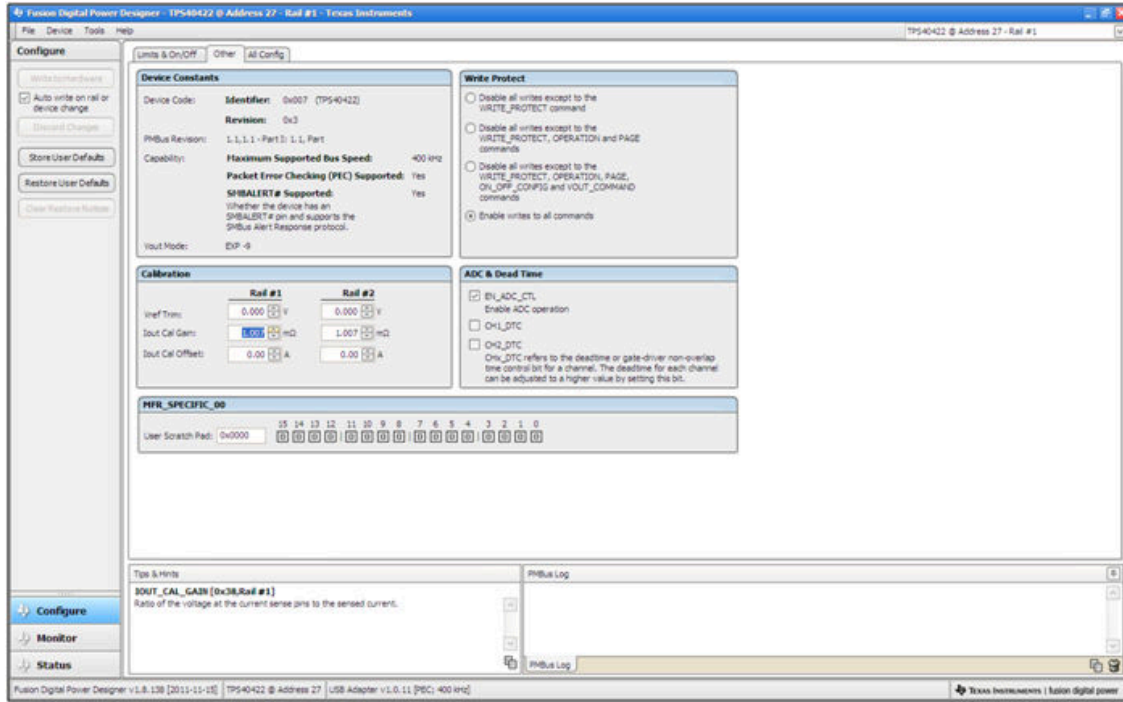 Fusion Digital Power Designer - TPS40422 @ Address 27 - Rail #1 - Texas Instruments
File Device Tools Help
TPS40422 @ Address 27 - Rail #1
Configure
Limits & On/Off Other All Config
Write to Hardware
Auto write on rail or
device change
Discard Changes
Store User Defaults
Restore User Defaults
Device Constants
Device Code: Identifier: 0x007 (TPS40422)
Revision: 0x3
PMBus Revision: 1.1,1.1 - Part I: 1.1, Part
Capability: Maximum Supported Bus Speed: 400 kHz
Packet Error Checking (PEC) Supported: Yes
SMBALERT# Supported: Yes
Whether the device has an
SMBALERT# pin and supports the
SMBus Alert Response protocol.
Vout Mode: EXP -9
Write Protect
Disable all writes except to the
WRITE_PROTECT command
Disable all writes except to the
WRITE_PROTECT, OPERATION and PAGE
commands
Disable all writes except to the
WRITE_PROTECT, OPERATION, PAGE,
ON_OFF_CONFIG and VOUT_COMMAND
commands
Enable writes to all commands
Calibration
Rail #1 Rail #2
Vref Trim: 0.000 V 0.000 V
Iout Cal Gain: 1.007 mΩ 1.007 mΩ
Iout Cal Offset: 0.00 A 0.00 A
ADC & Dead Time
EN_ADC_CTL
Enable ADC operation
CH1_DTC
CH2_DTC
CHx_DTC refers to the deadtime or gate-driver non-overlap
time control bit for a channel. The deadtime for each channel
can be adjusted to a higher value by setting this bit.
MFR_SPECIFIC_00
15 14 13 12 11 10 9 8 7 6 5 4 3 2 1 0
User Scratch Pad: 0x0000 0 0 0 0 | 0 0 0 0 | 0 0 0 0 | 0 0 0 0
Tips & Hints
IOUT_CAL_GAIN [0x38,Rail #1]
Ratio of the voltage at the current sense pins to the sensed current.
PMBus Log
PMBus Log
Configure
Monitor
Status
Fusion Digital Power Designer v1.8.138 [2011-11-15] TPS40422 @ Address 27 USB Adapter v1.0.11 [PEC; 400 kHz]
Texas Instruments | fusion digital power